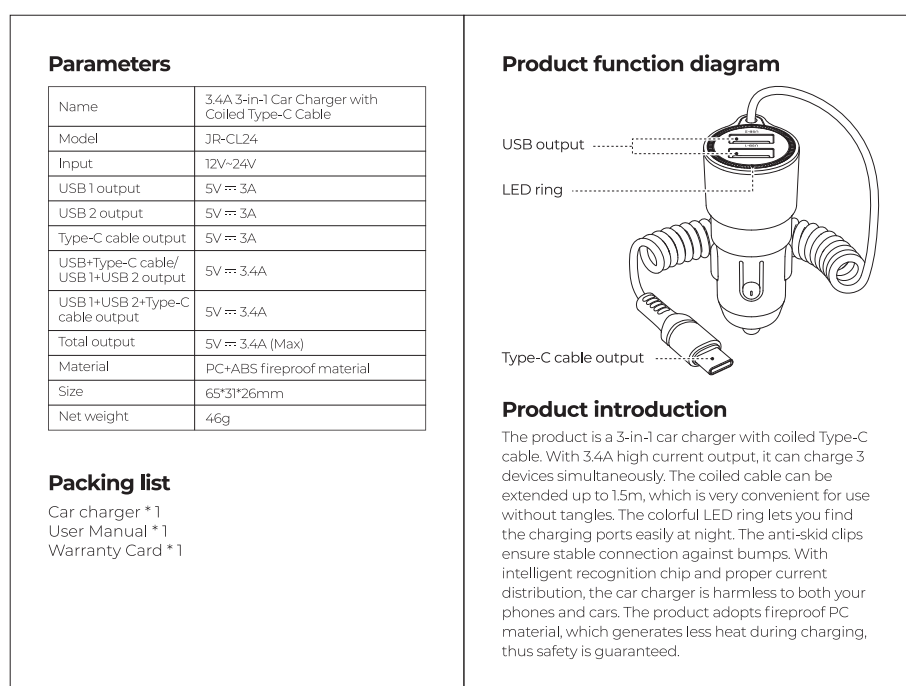 Parameters
Name 3.4A 3-in-1 Car Charger with
Coiled Type-C Cable
Model JR-CL24
Input 12V~24V
USB 1 output 5V ⎓ 3A
USB 2 output 5V ⎓ 3A
Type-C cable output 5V ⎓ 3A
USB+Type-C cable/
USB 1+USB 2 output 5V ⎓ 3.4A
USB 1+USB 2+Type-C
cable output 5V ⎓ 3.4A
Total output 5V ⎓ 3.4A (Max)
Material PC+ABS fireproof material
Size 65*31*26mm
Net weight 46g
Packing list
Car charger * 1
User Manual * 1
Warranty Card * 1
Product function diagram
USB output
LED ring
USB-2
USB-1
Type-C cable output
Product introduction
The product is a 3-in-1 car charger with coiled Type-C
cable. With 3.4A high current output, it can charge 3
devices simultaneously. The coiled cable can be
extended up to 1.5m, which is very convenient for use
without tangles. The colorful LED ring lets you find
the charging ports easily at night. The anti-skid clips
ensure stable connection against bumps. With
intelligent recognition chip and proper current
distribution, the car charger is harmless to both your
phones and cars. The product adopts fireproof PC
material, which generates less heat during charging,
thus safety is guaranteed.